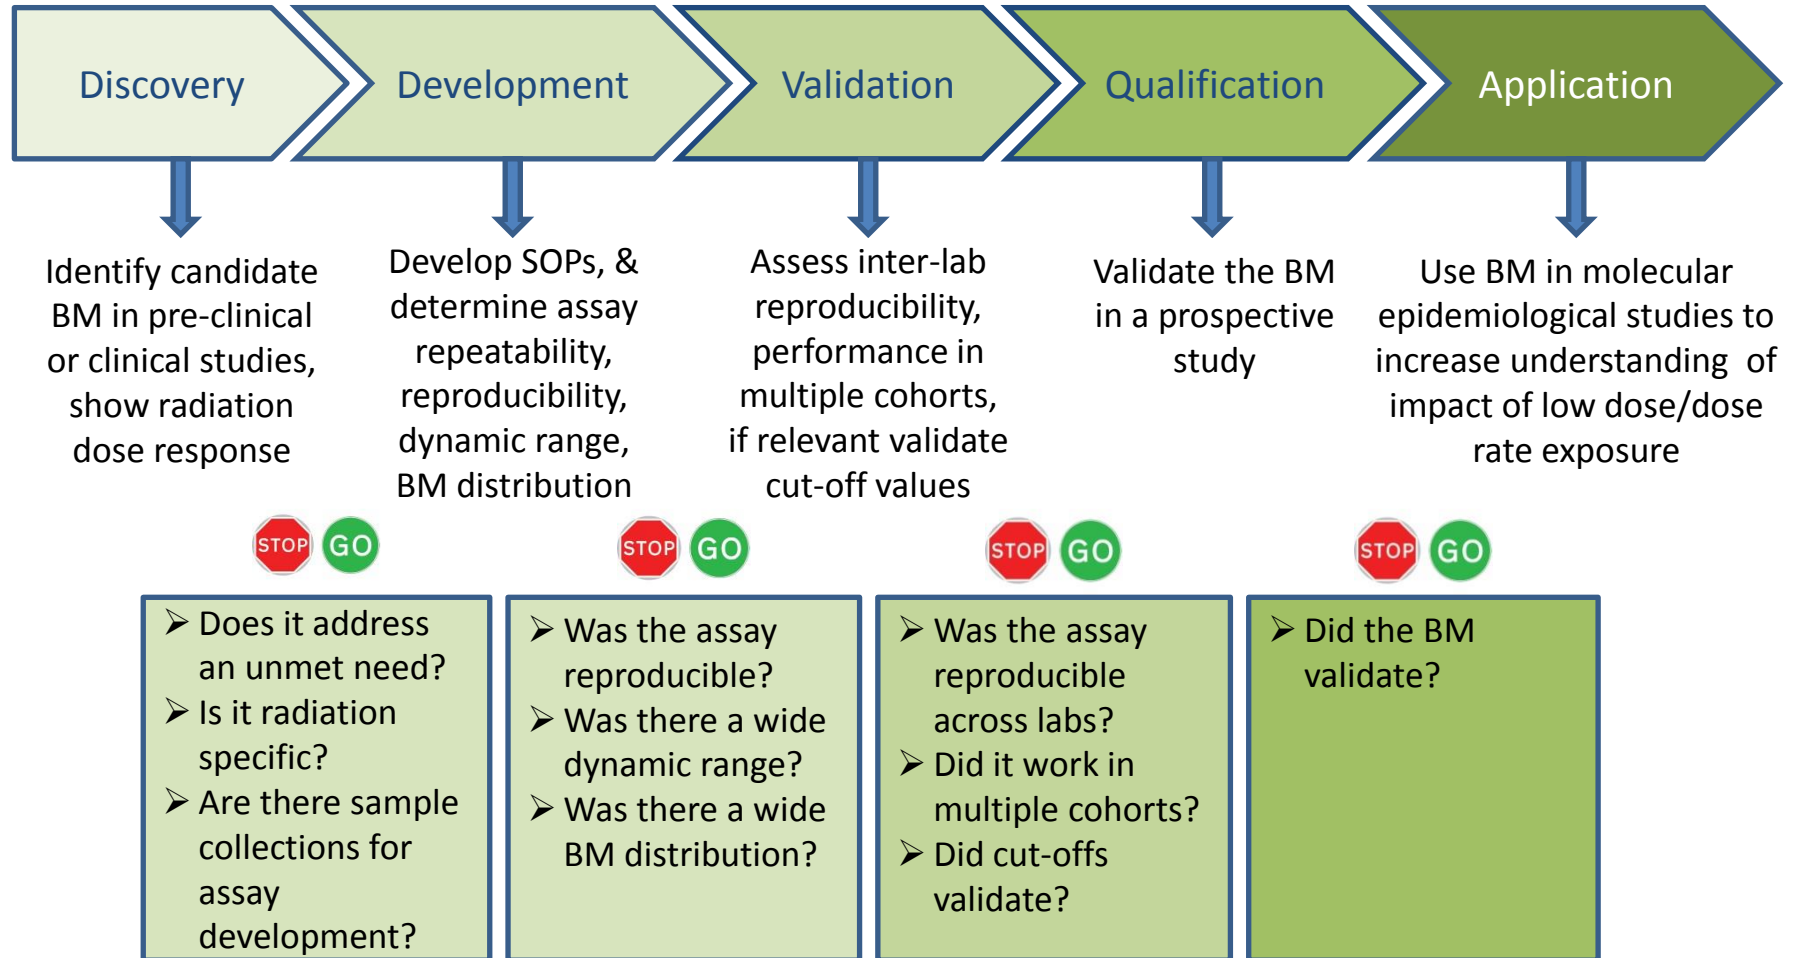 Discovery
Development
Validation
Qualification
Application
Identify candidate
BM in pre-clinical
or clinical studies,
show radiation
dose response
Develop SOPs, &
determine assay
repeatability,
reproducibility,
dynamic range,
BM distribution
Assess inter-lab
reproducibility,
performance in
multiple cohorts,
if relevant validate
cut-off values
Validate the BM
in a prospective
study
Use BM in molecular
epidemiological studies to
increase understanding of
impact of low dose/dose
rate exposure
STOP GO
STOP GO
STOP GO
STOP GO
➢ Does it address
an unmet need?
➢ Is it radiation
specific?
➢ Are there sample
collections for
assay
development?
➢ Was the assay
reproducible?
➢ Was there a wide
dynamic range?
➢ Was there a wide
BM distribution?
➢ Was the assay
reproducible
across labs?
➢ Did it work in
multiple cohorts?
➢ Did cut-offs
validate?
➢ Did the BM
validate?